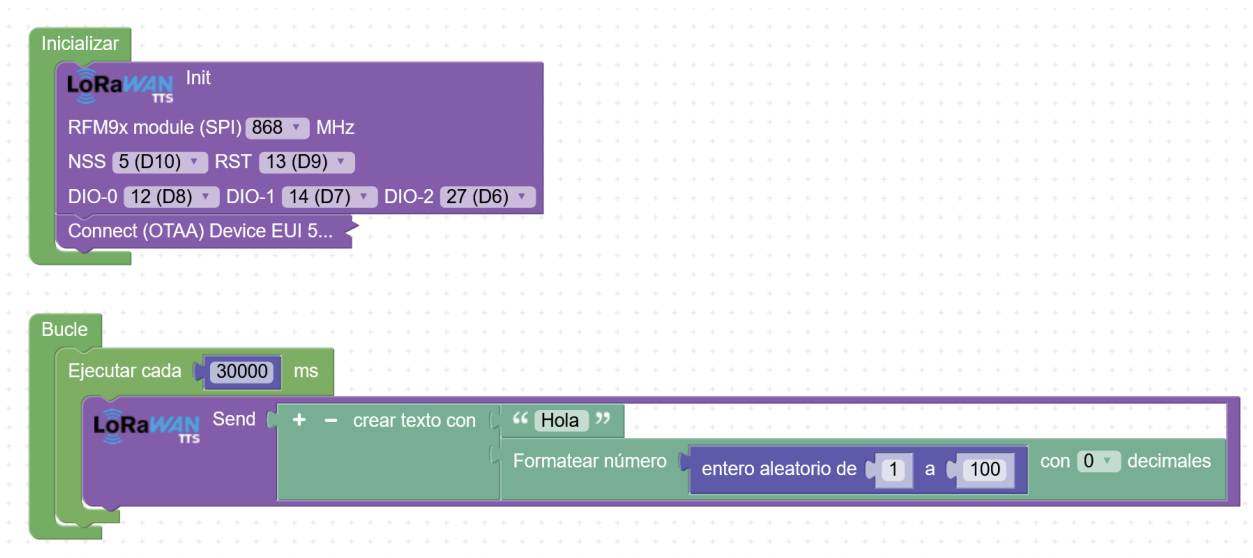 Inicializar
LoRaWAN TTS Init
RFM9x module (SPI) 868 MHz
NSS 5 (D10) RST 13 (D9)
DIO-0 12 (D8) DIO-1 14 (D7) DIO-2 27 (D6)
Connect (OTAA) Device EUI 5...
Bucle
Ejecutar cada 30000 ms
LoRaWAN TTS Send + − crear texto con “ Hola ”
Formatear número entero aleatorio de 1 a 100 con 0 decimales